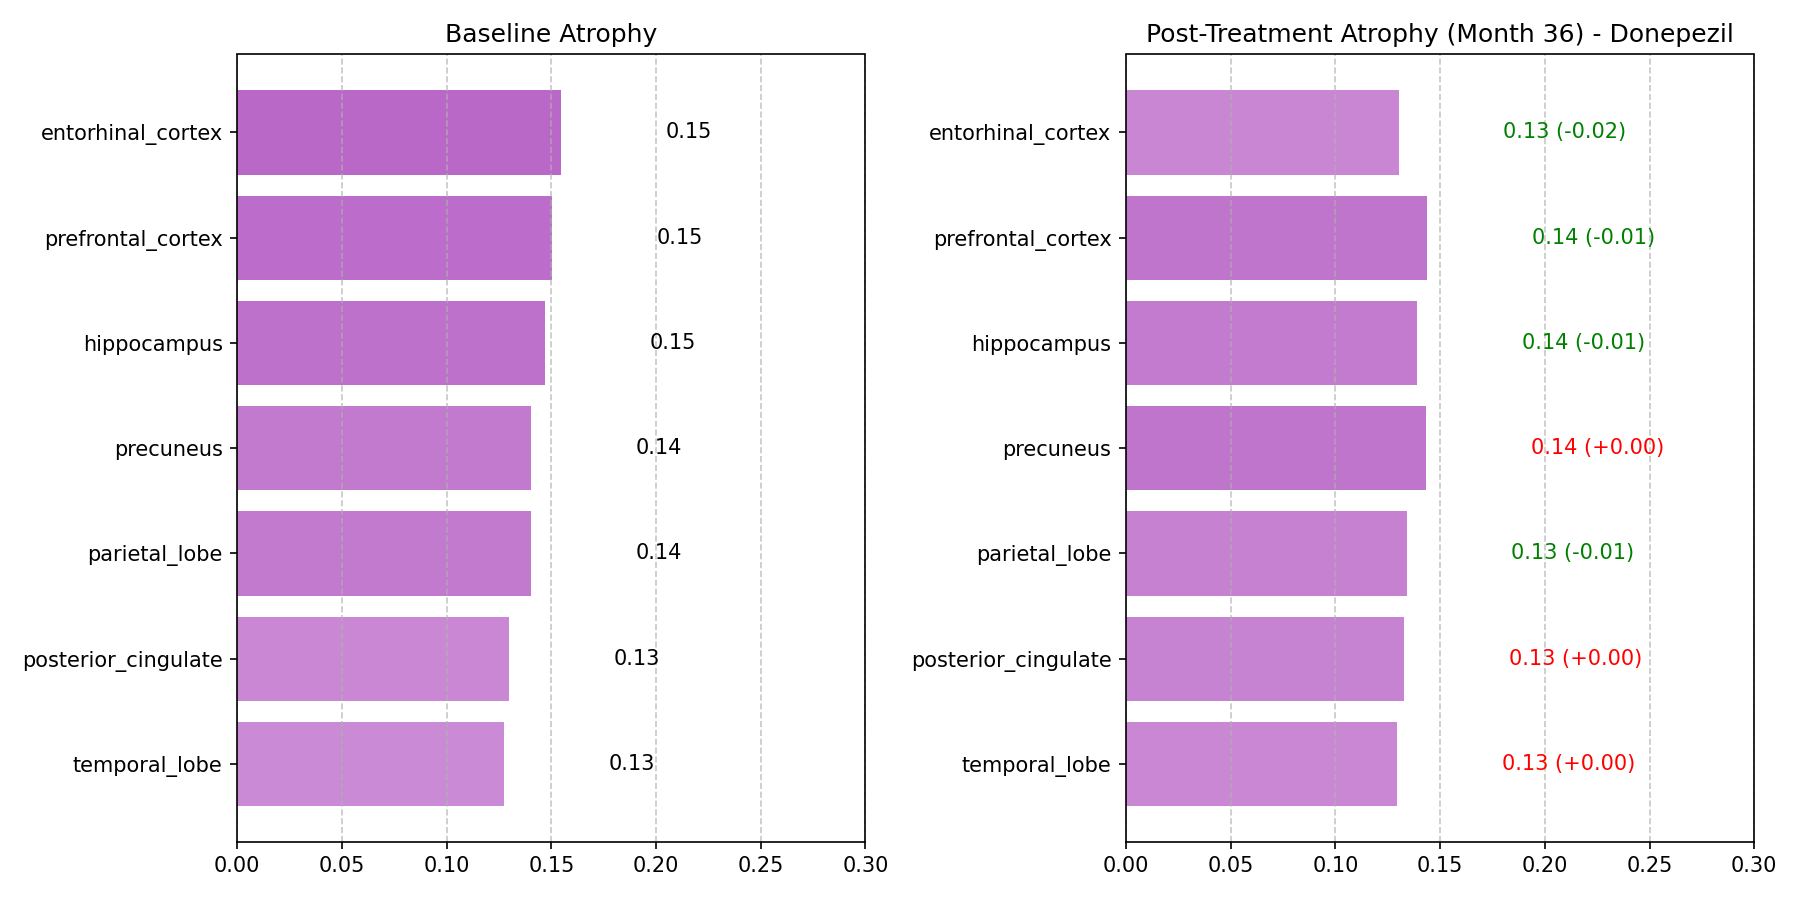 Baseline Atrophy
entorhinal_cortex 0.15
prefrontal_cortex 0.15
hippocampus 0.15
precuneus 0.14
parietal_lobe 0.14
posterior_cingulate 0.13
temporal_lobe 0.13
0.00 0.05 0.10 0.15 0.20 0.25 0.30
Post-Treatment Atrophy (Month 36) - Donepezil
entorhinal_cortex 0.13 (-0.02)
prefrontal_cortex 0.14 (-0.01)
hippocampus 0.14 (-0.01)
precuneus 0.14 (+0.00)
parietal_lobe 0.13 (-0.01)
posterior_cingulate 0.13 (+0.00)
temporal_lobe 0.13 (+0.00)
0.00 0.05 0.10 0.15 0.20 0.25 0.30